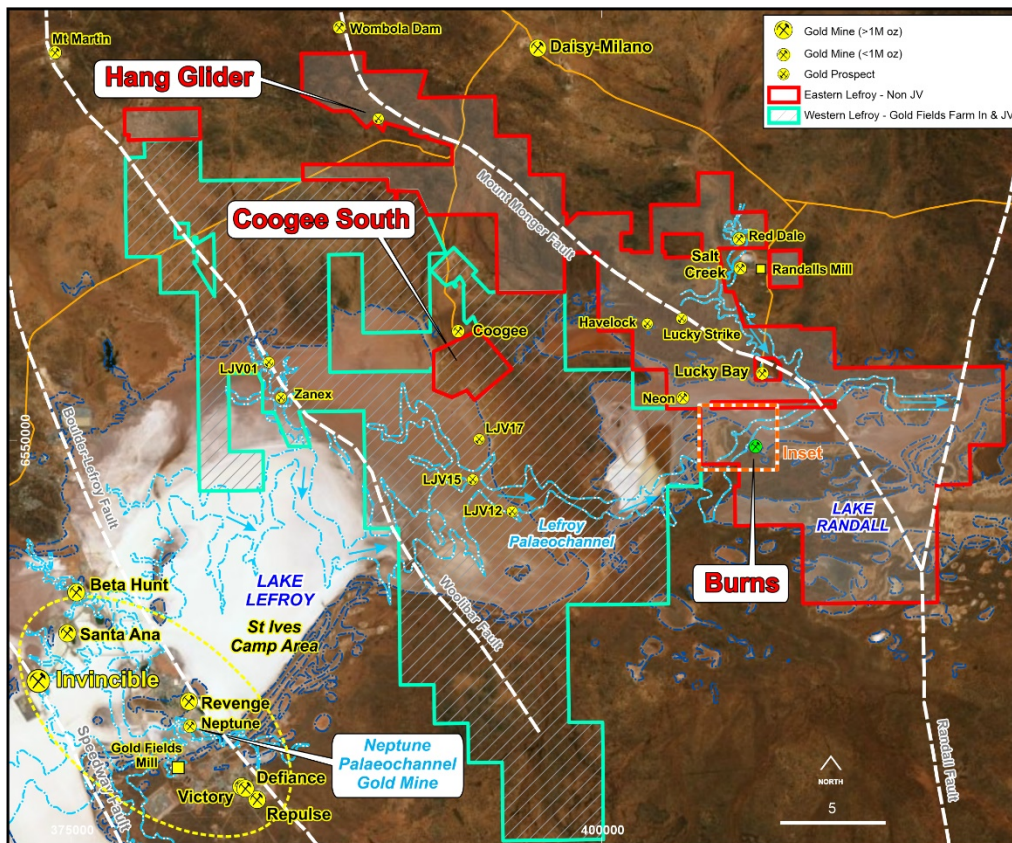 Mt Martin
Wombola Dam
Daisy-Milano
Gold Mine (>1M oz)
Gold Mine (<1M oz)
Gold Prospect
Eastern Lefroy - Non JV
Western Lefroy - Gold Fields Farm In & JV
Hang Glider
Mount Monger Fault
Coogee South
Red Dale
Salt
Creek
Randalls Mill
Coogee
Havelock
Lucky Strike
LJV01
Lucky Bay
Zanex
Neon
6550000
Boulder-Lefroy Fault
LJV17
Inset
LJV15
LJV12
Lefroy
Palaeochannel
LAKE
RANDALL
Burns
Beta Hunt
LAKE
LEFROY
St Ives
Camp Area
Woolibar Fault
Santa Ana
Invincible
Revenge
Neptune
Gold Fields
Mill
Neptune
Palaeochannel
Gold Mine
Speedway Fault
Victory
Defiance
Repulse
Randall Fault
NORTH
5
375000
400000